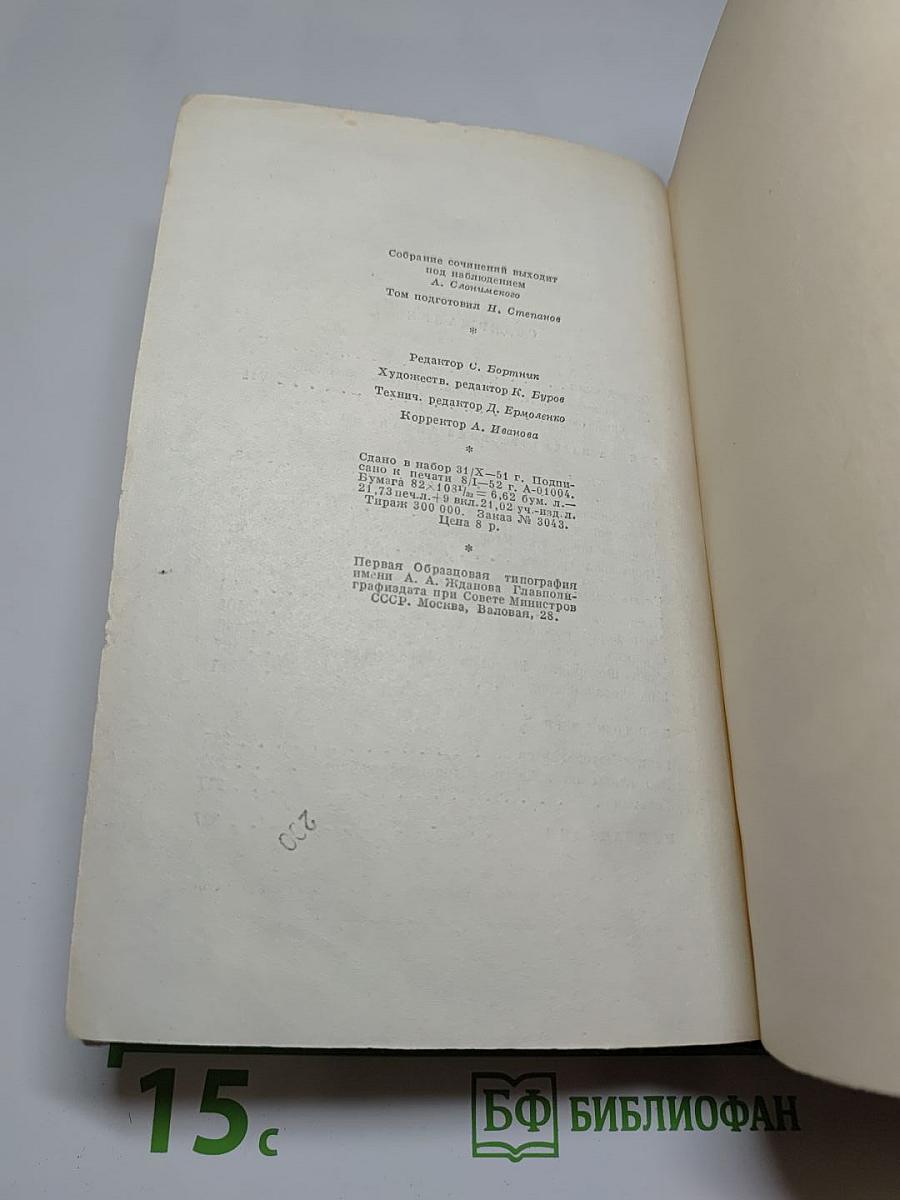 Собрание сочинений выходит
под наблюдением
А. Слонимского
Том подготовил Н. Степанов
*
Редактор С. Бортник
Художеств. редактор К. Буров
Технич. редактор Д. Ермоленко
Корректор А. Иванова
*
Сдано в набор 31/X—51 г. Подпи-
сано к печати 8/I—52 г. А-01004.
Бумага 82×108¹/₃₂ = 6,62 бум. л.—
21,73 печ.л.+9 вкл. 21,02 уч.-изд.л.
Тираж 300 000. Заказ № 3043.
Цена 8 р.
*
Первая Образцовая типография
имени А. А. Жданова Главполи-
графиздата при Совете Министров
СССР. Москва, Валовая, 28.
200
15 с
БФ БИБЛИОФАН